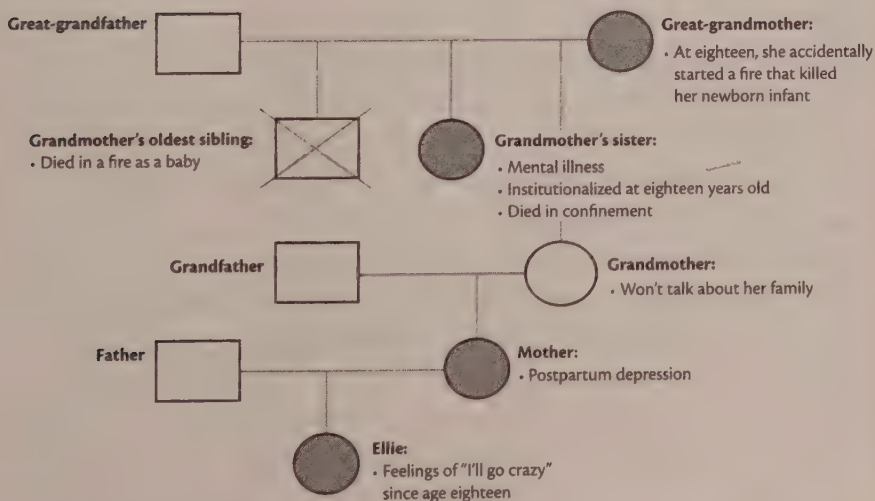 Great-grandfather
Great-grandmother:
• At eighteen, she accidentally
started a fire that killed
her newborn infant
Grandmother's oldest sibling:
• Died in a fire as a baby
Grandmother's sister:
• Mental illness
• Institutionalized at eighteen years old
• Died in confinement
Grandfather
Grandmother:
• Won't talk about her family
Father
Mother:
• Postpartum depression
Ellie:
• Feelings of "I'll go crazy"
since age eighteen